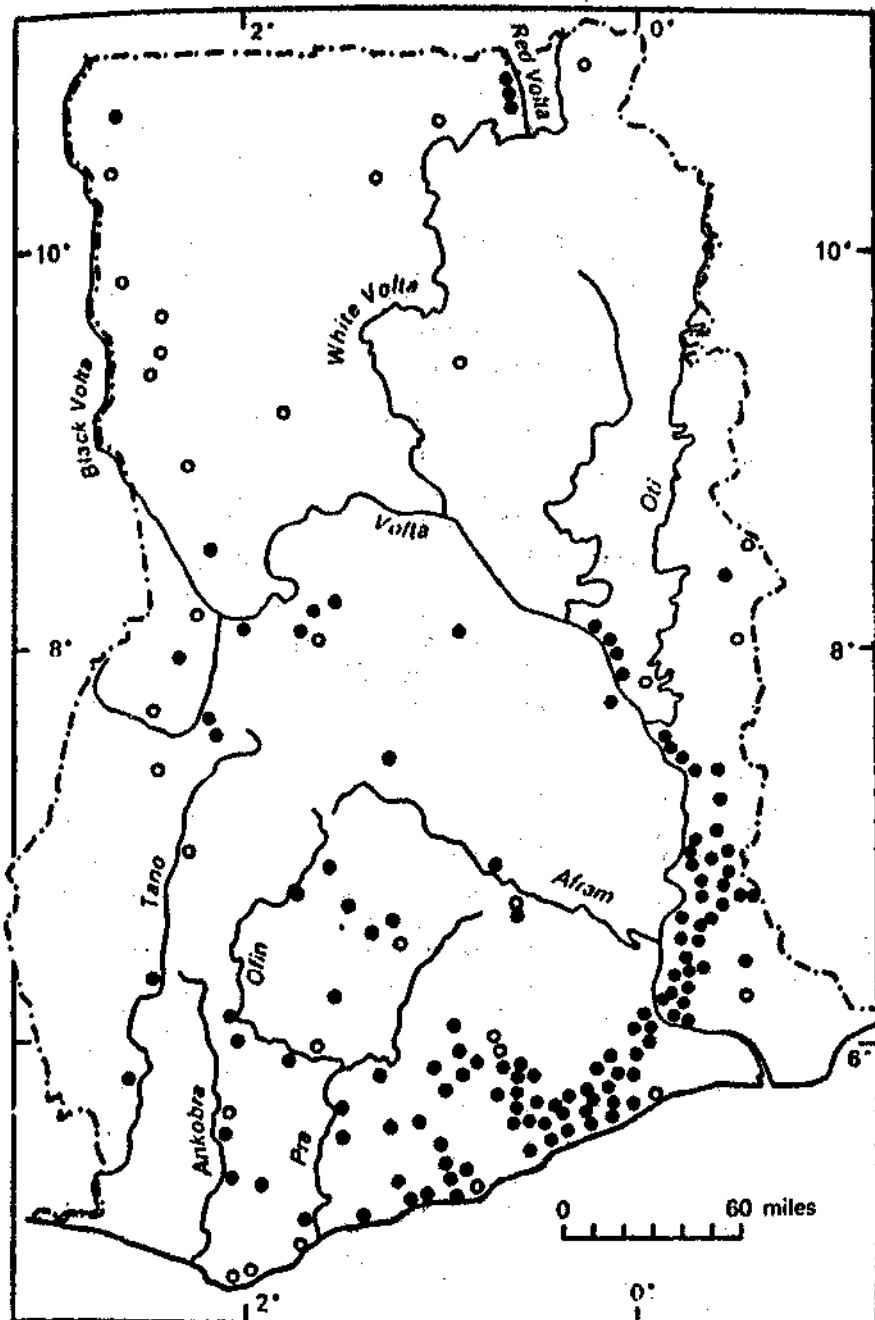 2°
0°
Red Volta
10°
10°
White Volta
Black Volta
Oti
Volta
8°
8°
Tano
Afram
Ofin
6°
Ankobra
Pra
0 60 miles
2°
0°